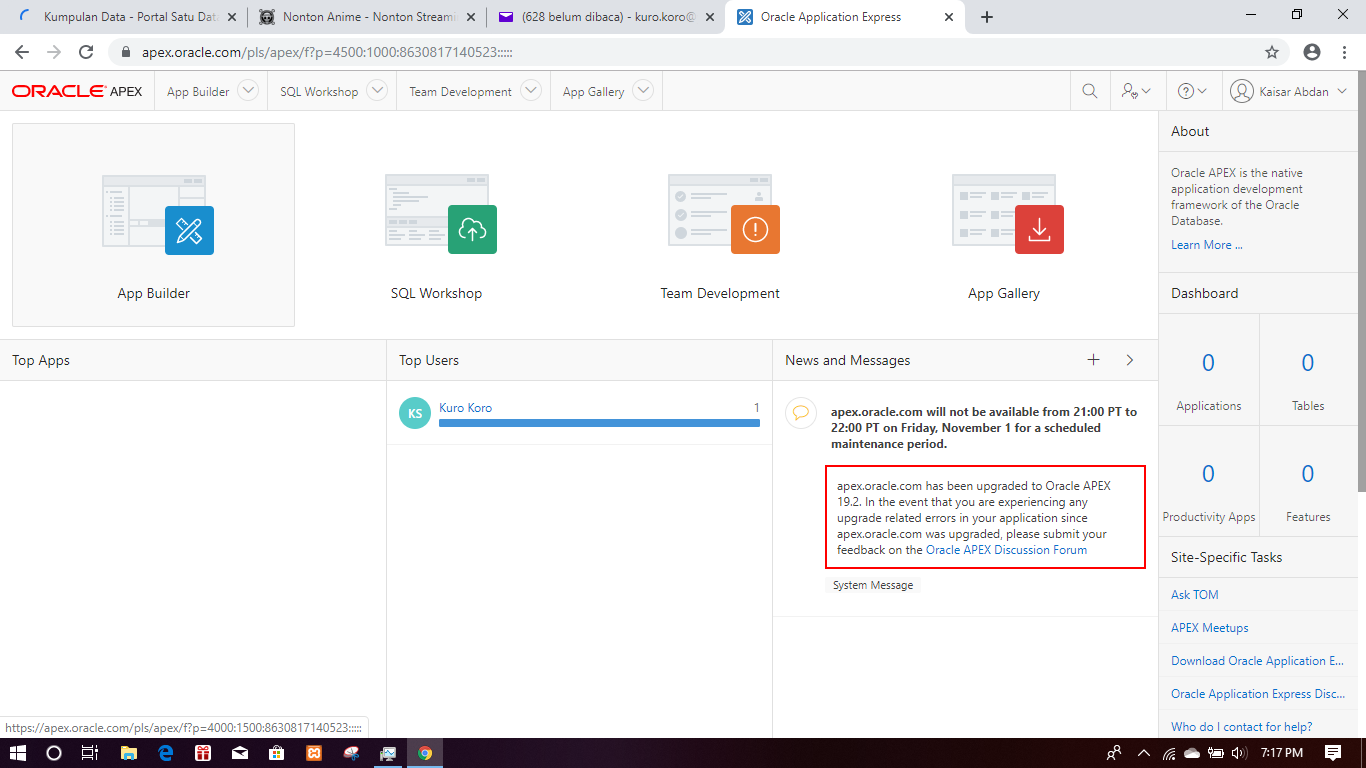 Kumpulan Data - Portal Satu Data
Nonton Anime - Nonton Streami
(628 belum dibaca) - kuro.koro@
Oracle Application Express
apex.oracle.com/pls/apex/f?p=4500:1000:8630817140523:::::
ORACLE APEX
App Builder
SQL Workshop
Team Development
App Gallery
Kaisar Abdan
App Builder
SQL Workshop
Team Development
App Gallery
About
Oracle APEX is the native
application development
framework of the Oracle
Database.
Learn More ...
Dashboard
0
Applications
0
Tables
0
Productivity Apps
0
Features
Top Apps
Top Users
KS
Kuro Koro
1
News and Messages
apex.oracle.com will not be available from 21:00 PT to
22:00 PT on Friday, November 1 for a scheduled
maintenance period.
apex.oracle.com has been upgraded to Oracle APEX
19.2. In the event that you are experiencing any
upgrade related errors in your application since
apex.oracle.com was upgraded, please submit your
feedback on the Oracle APEX Discussion Forum
System Message
Site-Specific Tasks
Ask TOM
APEX Meetups
Download Oracle Application E...
Oracle Application Express Disc...
Who do I contact for help?
https://apex.oracle.com/pls/apex/f?p=4000:1500:8630817140523:::::
7:17 PM